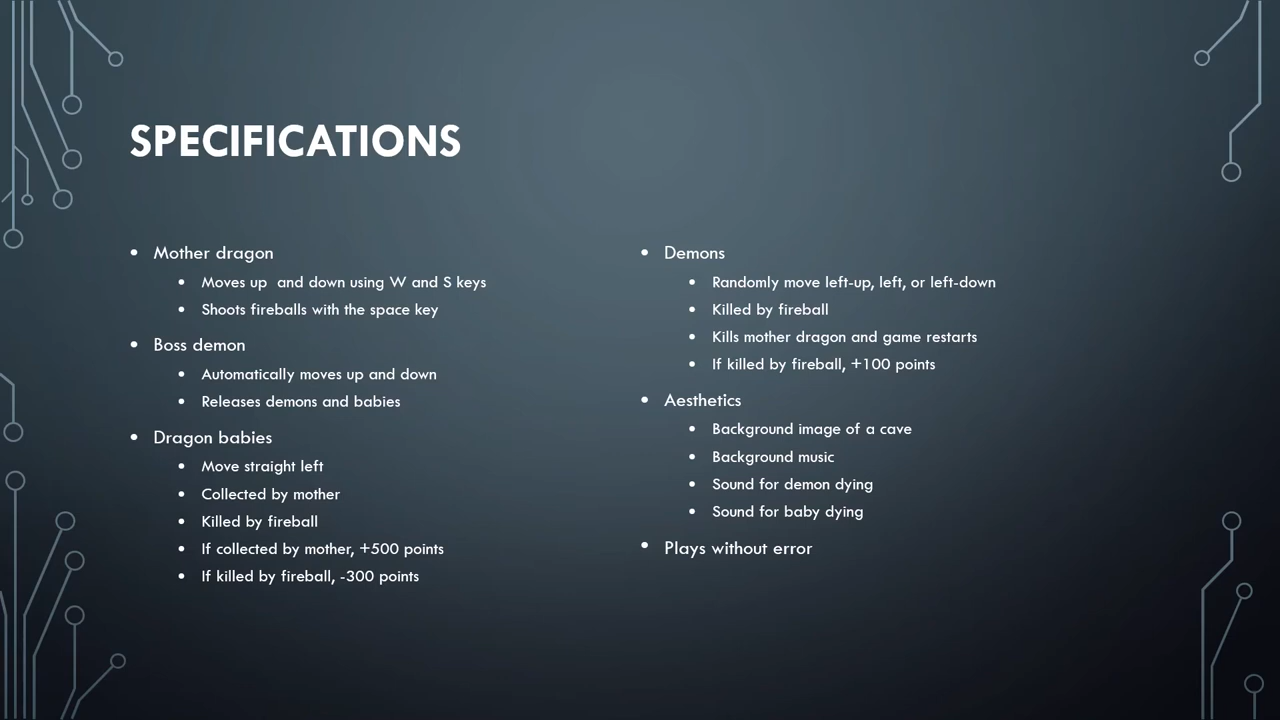 SPECIFICATIONS
• Mother dragon
• Moves up  and down using W and S keys
• Shoots fireballs with the space key
• Boss demon
• Automatically moves up and down
• Releases demons and babies
• Dragon babies
• Move straight left
• Collected by mother
• Killed by fireball
• If collected by mother, +500 points
• If killed by fireball, -300 points
• Demons
• Randomly move left-up, left, or left-down
• Killed by fireball
• Kills mother dragon and game restarts
• If killed by fireball, +100 points
• Aesthetics
• Background image of a cave
• Background music
• Sound for demon dying
• Sound for baby dying
• Plays without error